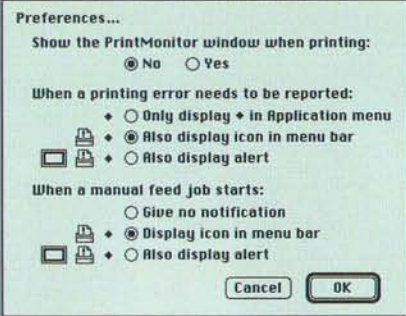 Preferences...
Show the PrintMonitor window when printing:
No Yes
When a printing error needs to be reported:
Only display ◆ in Application menu
Also display icon in menu bar
Also display alert
When a manual feed job starts:
Give no notification
Display icon in menu bar
Also display alert
Cancel OK